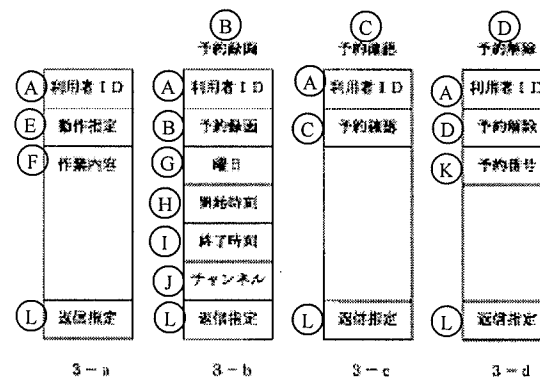 B C D
予約録画 予約確認 予約解除
A 利用者ID A 利用者ID A 利用者ID A 利用者ID
E 動作指定 B 予約録画 C 予約確認 D 予約解除
F 作業内容 G 曜日 K 予約番号
H 開始時刻
I 終了時刻
J チャンネル
L 返信指定 L 返信指定 L 返信指定 L 返信指定
3-a 3-b 3-c 3-d